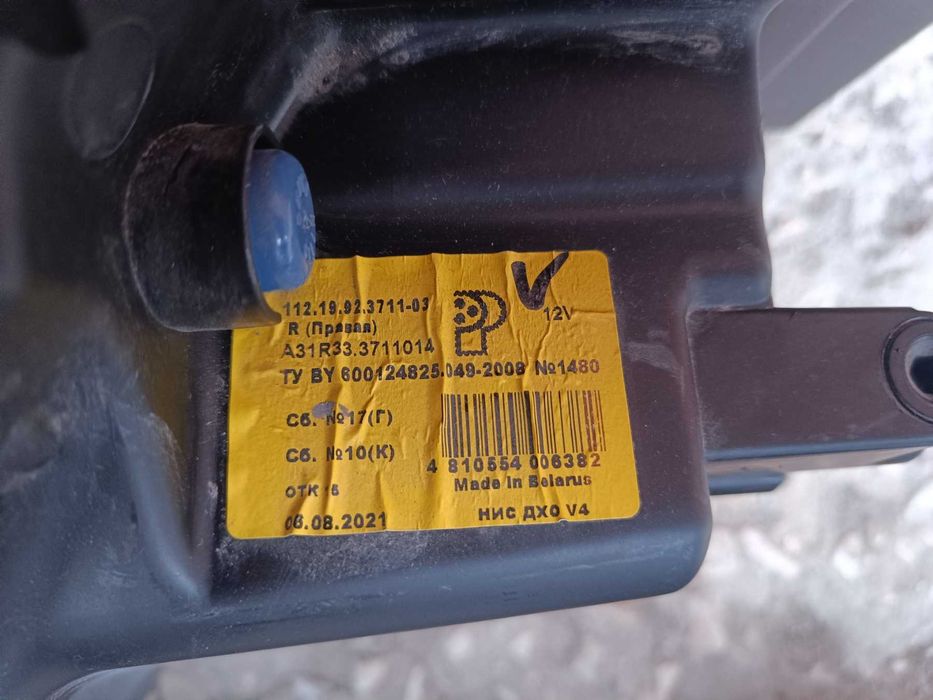 112.19.92.3711-03
R (Правая)
12V
А31R33.3711014
ТУ BY 600124825.049-2008 №1480
Сб. №17(Г)
Сб. №10(К)
4 810554 006382
Made in Belarus
ОТК
06.08.2021
НИС ДХО V4